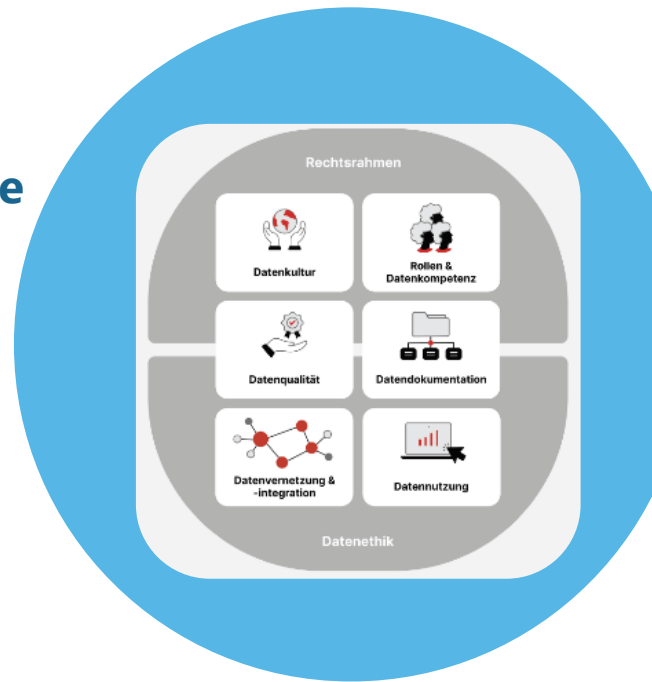 e
Rechtsrahmen
Datenkultur
Rollen &
Datenkompetenz
Datenqualität
Datendokumentation
Datenvernetzung &
-integration
Datennutzung
Datenethik